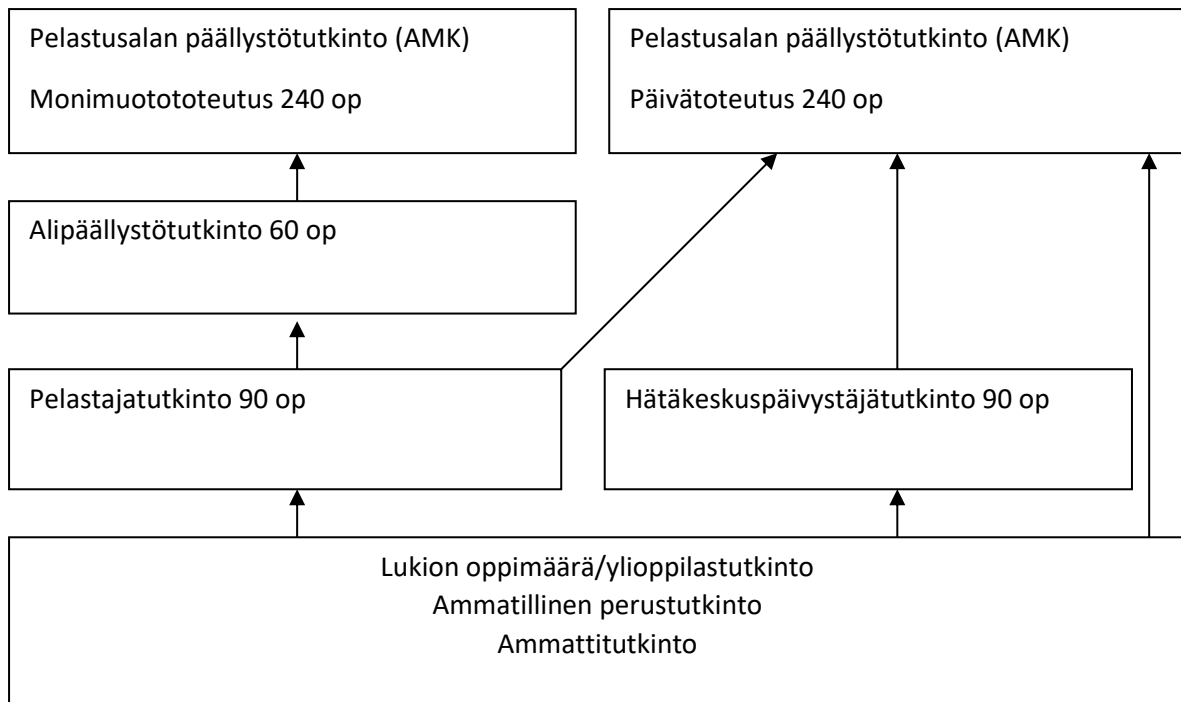 Pelastusalan päällystötutkinto (AMK)
Monimuotototeutus 240 op
Pelastusalan päällystötutkinto (AMK)
Päivätoteutus 240 op
Alipäällystötutkinto 60 op
Pelastajatutkinto 90 op
Hätäkeskuspäivystäjätutkinto 90 op
Lukion oppimäärä/ylioppilastutkinto
Ammatillinen perustutkinto
Ammattitutkinto